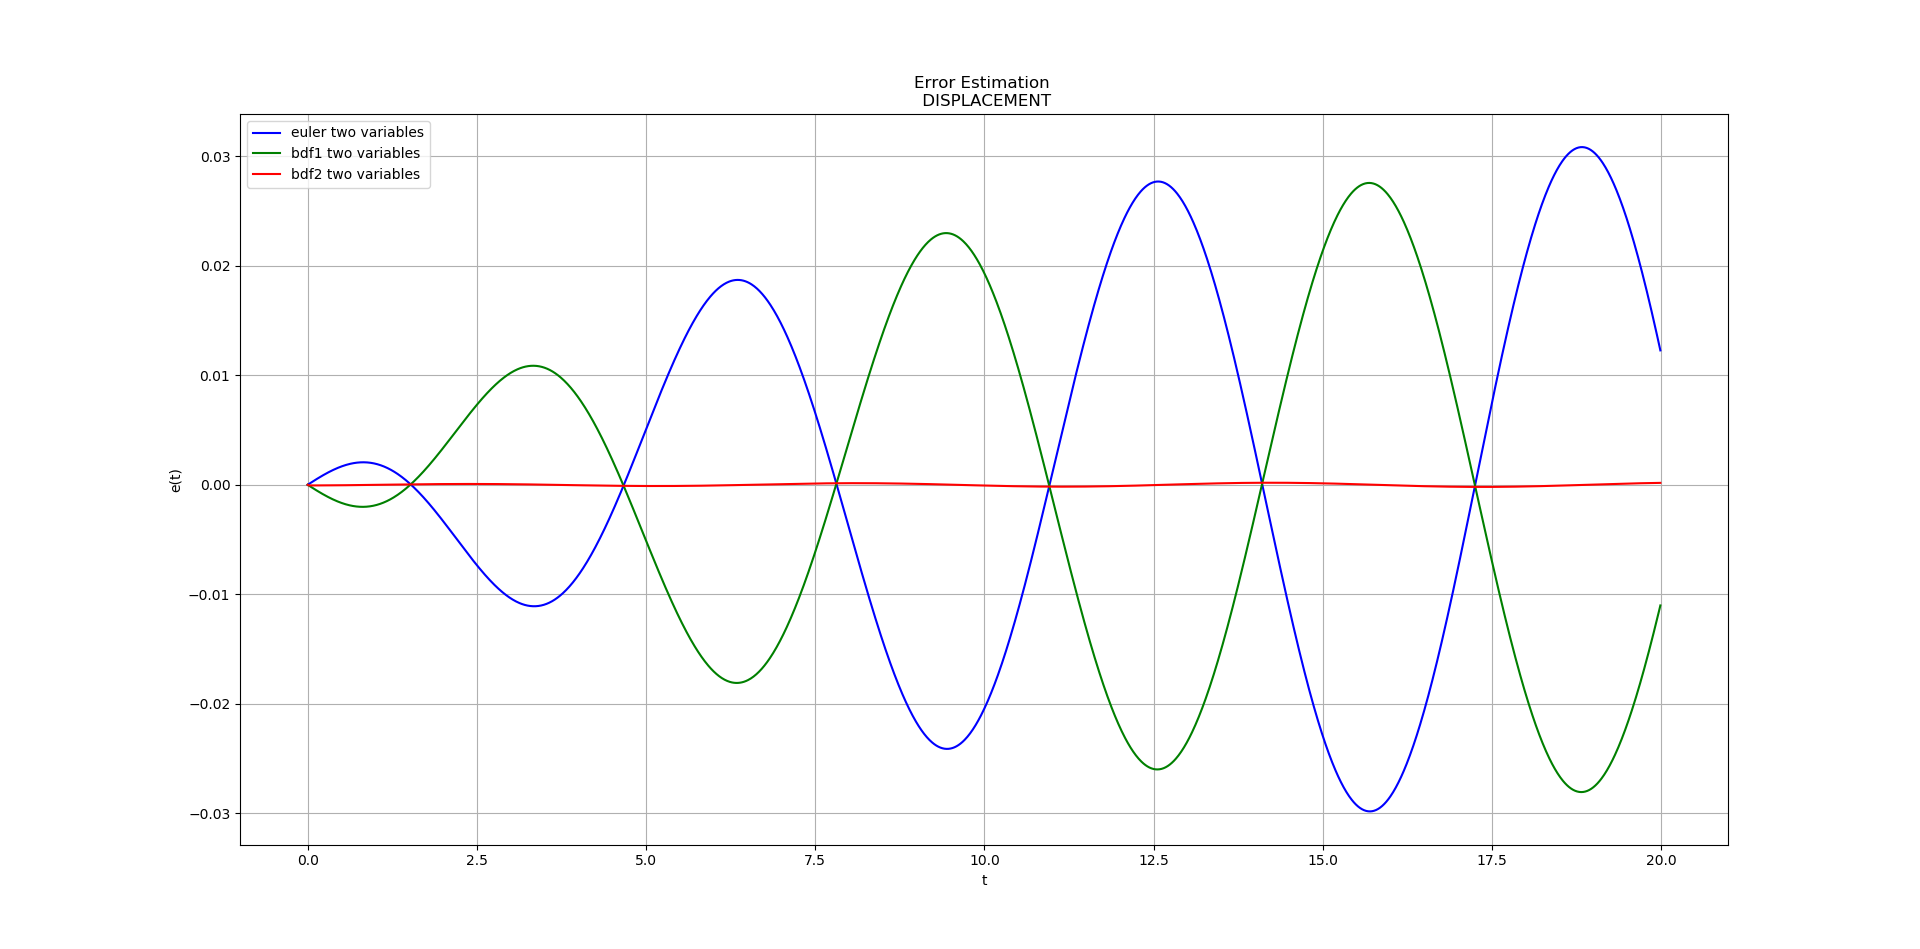 Error Estimation
DISPLACEMENT
euler two variables
bdf1 two variables
bdf2 two variables
0.03
0.02
0.01
0.00
−0.01
−0.02
−0.03
e(t)
0.0 2.5 5.0 7.5 10.0 12.5 15.0 17.5 20.0
t